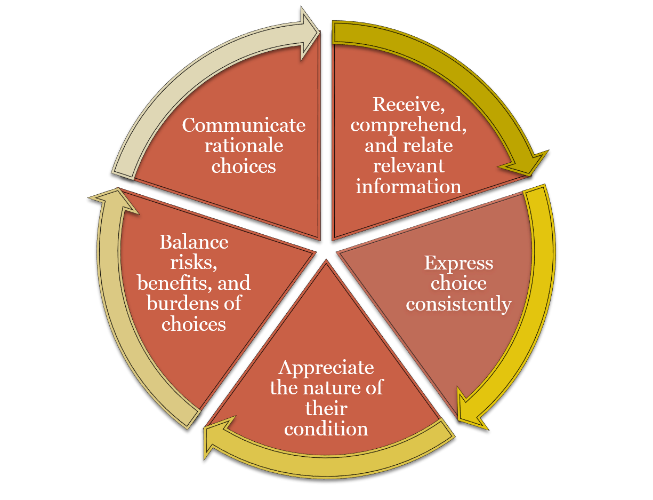 Receive,
comprehend,
and relate
relevant
information
Express
choice
consistently
Appreciate
the nature of
their
condition
Balance
risks,
benefits, and
burdens of
choices
Communicate
rationale
choices